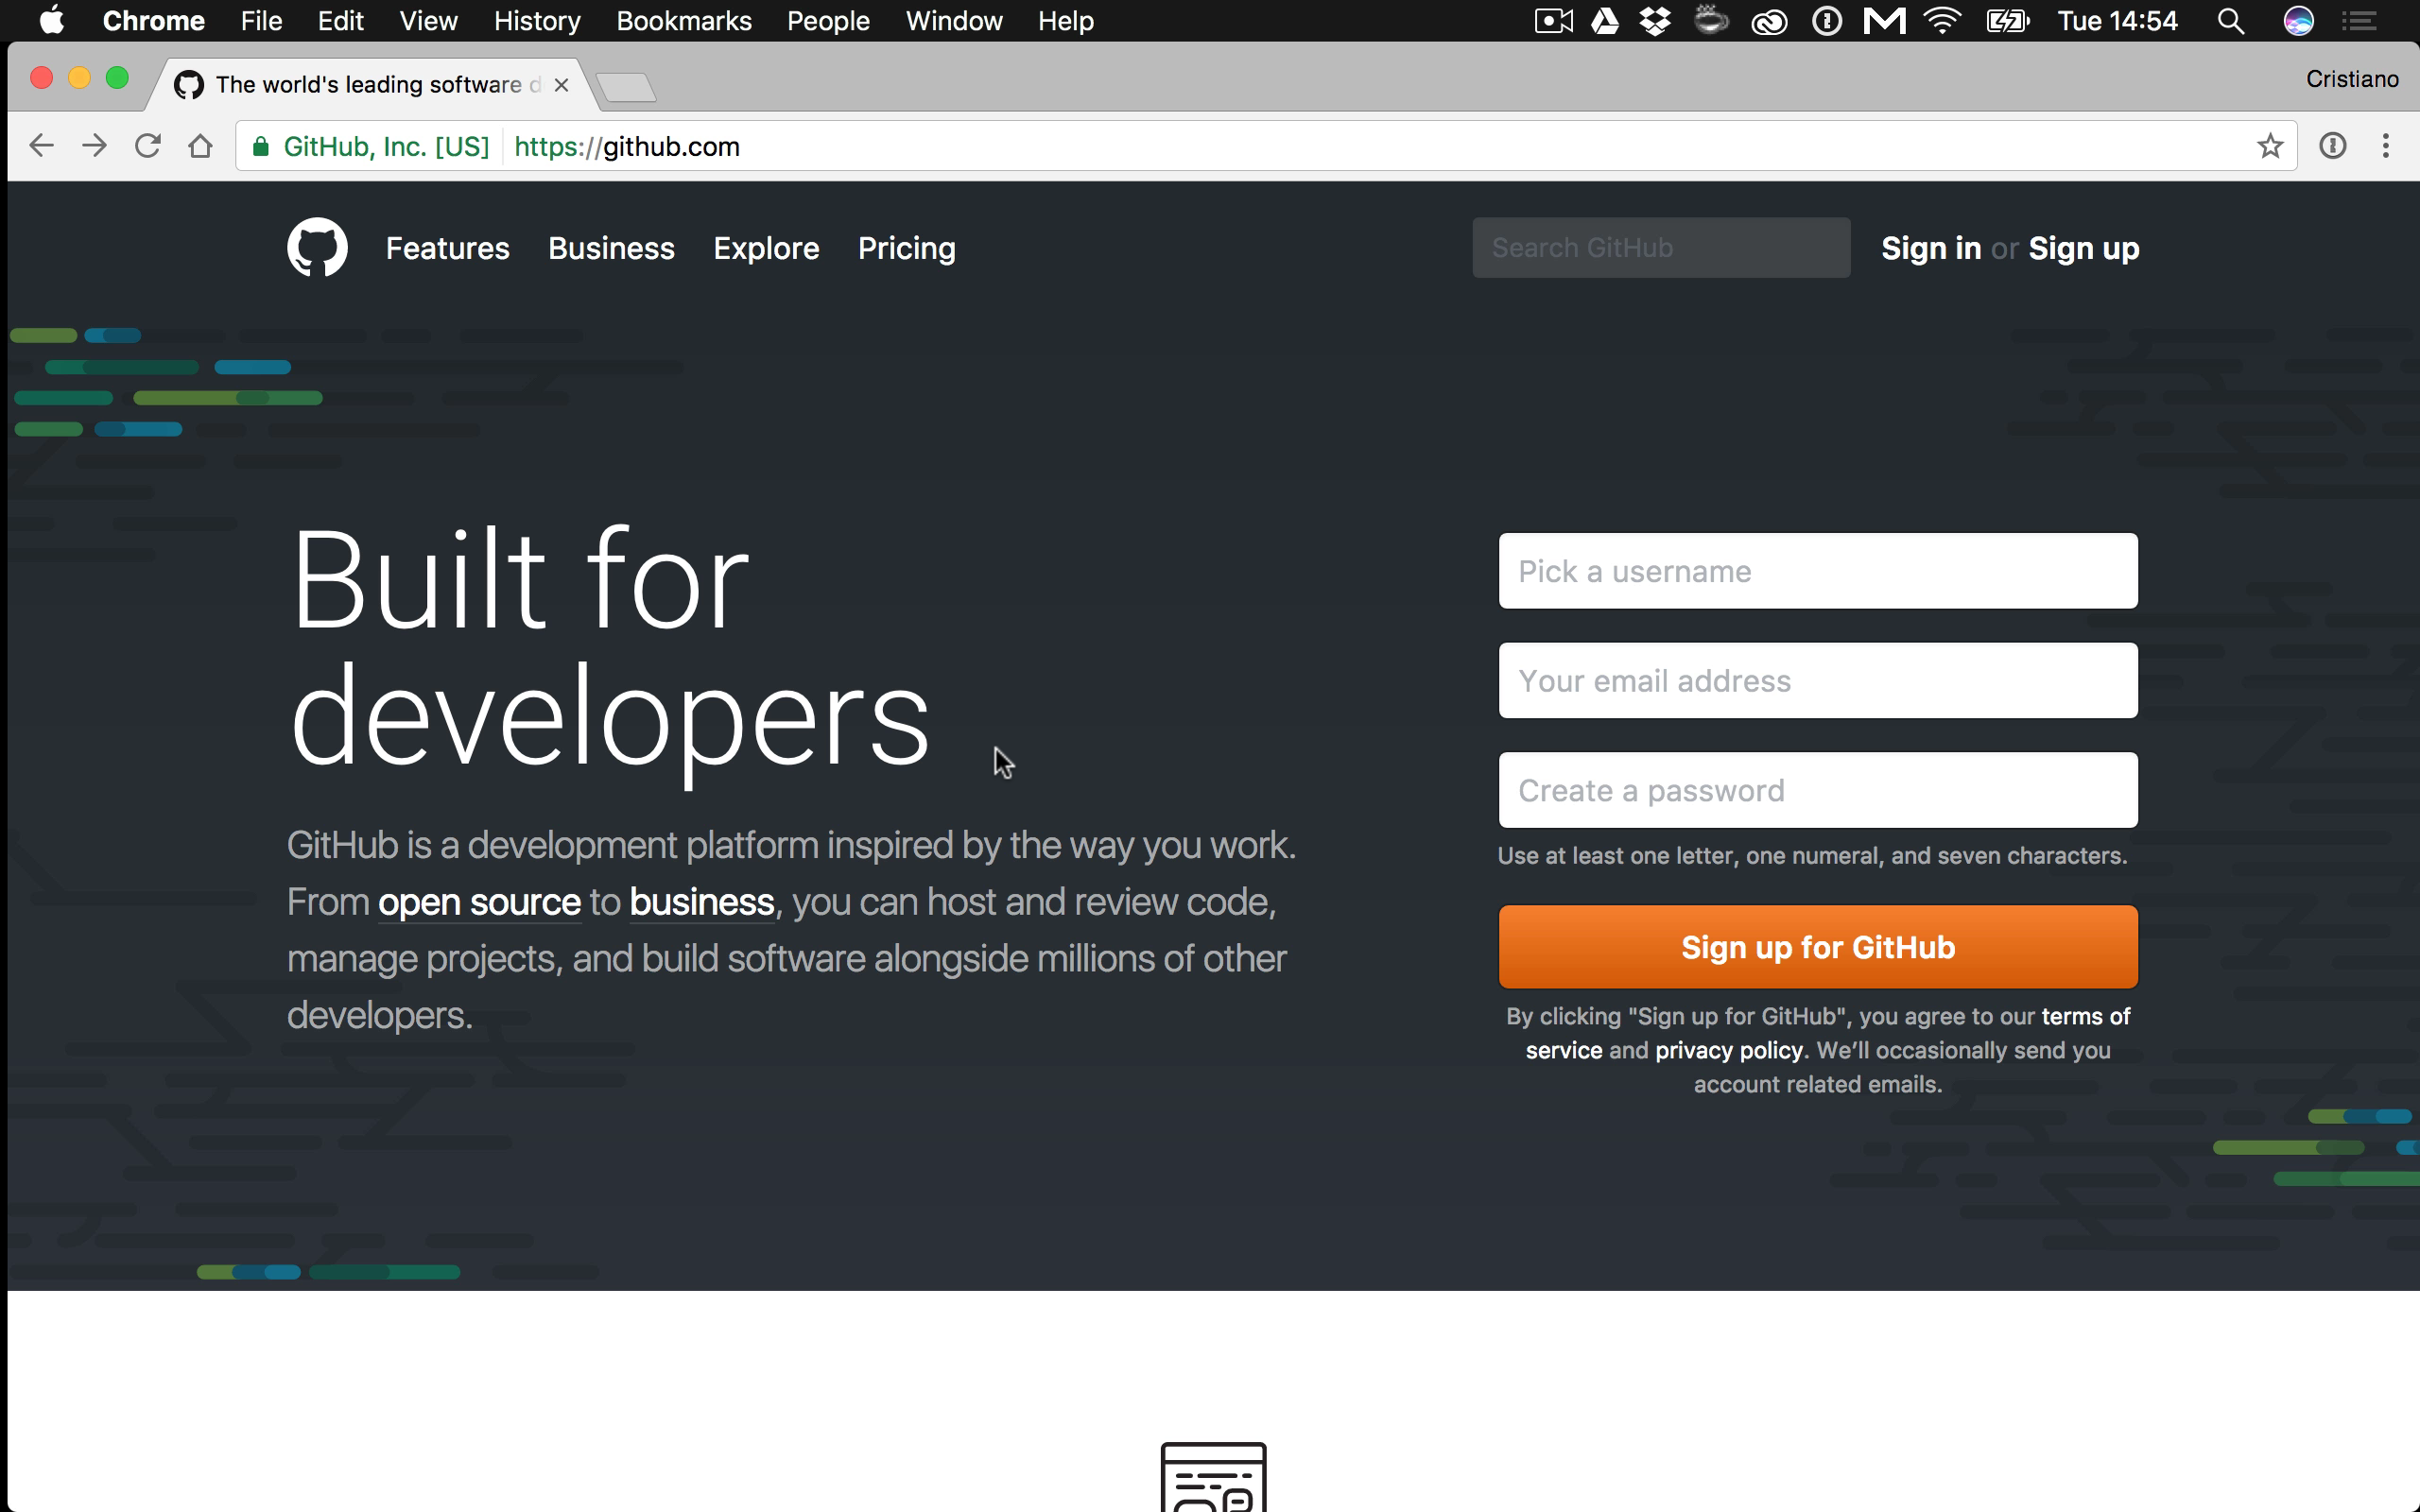 Chrome File Edit View History Bookmarks People Window Help Tue 14:54
The world's leading software d Cristiano
GitHub, Inc. [US] https://github.com
Features Business Explore Pricing Search GitHub Sign in or Sign up
Built for
developers
GitHub is a development platform inspired by the way you work.
From open source to business, you can host and review code,
manage projects, and build software alongside millions of other
developers.
Pick a username
Your email address
Create a password
Use at least one letter, one numeral, and seven characters.
Sign up for GitHub
By clicking "Sign up for GitHub", you agree to our terms of
service and privacy policy. We’ll occasionally send you
account related emails.